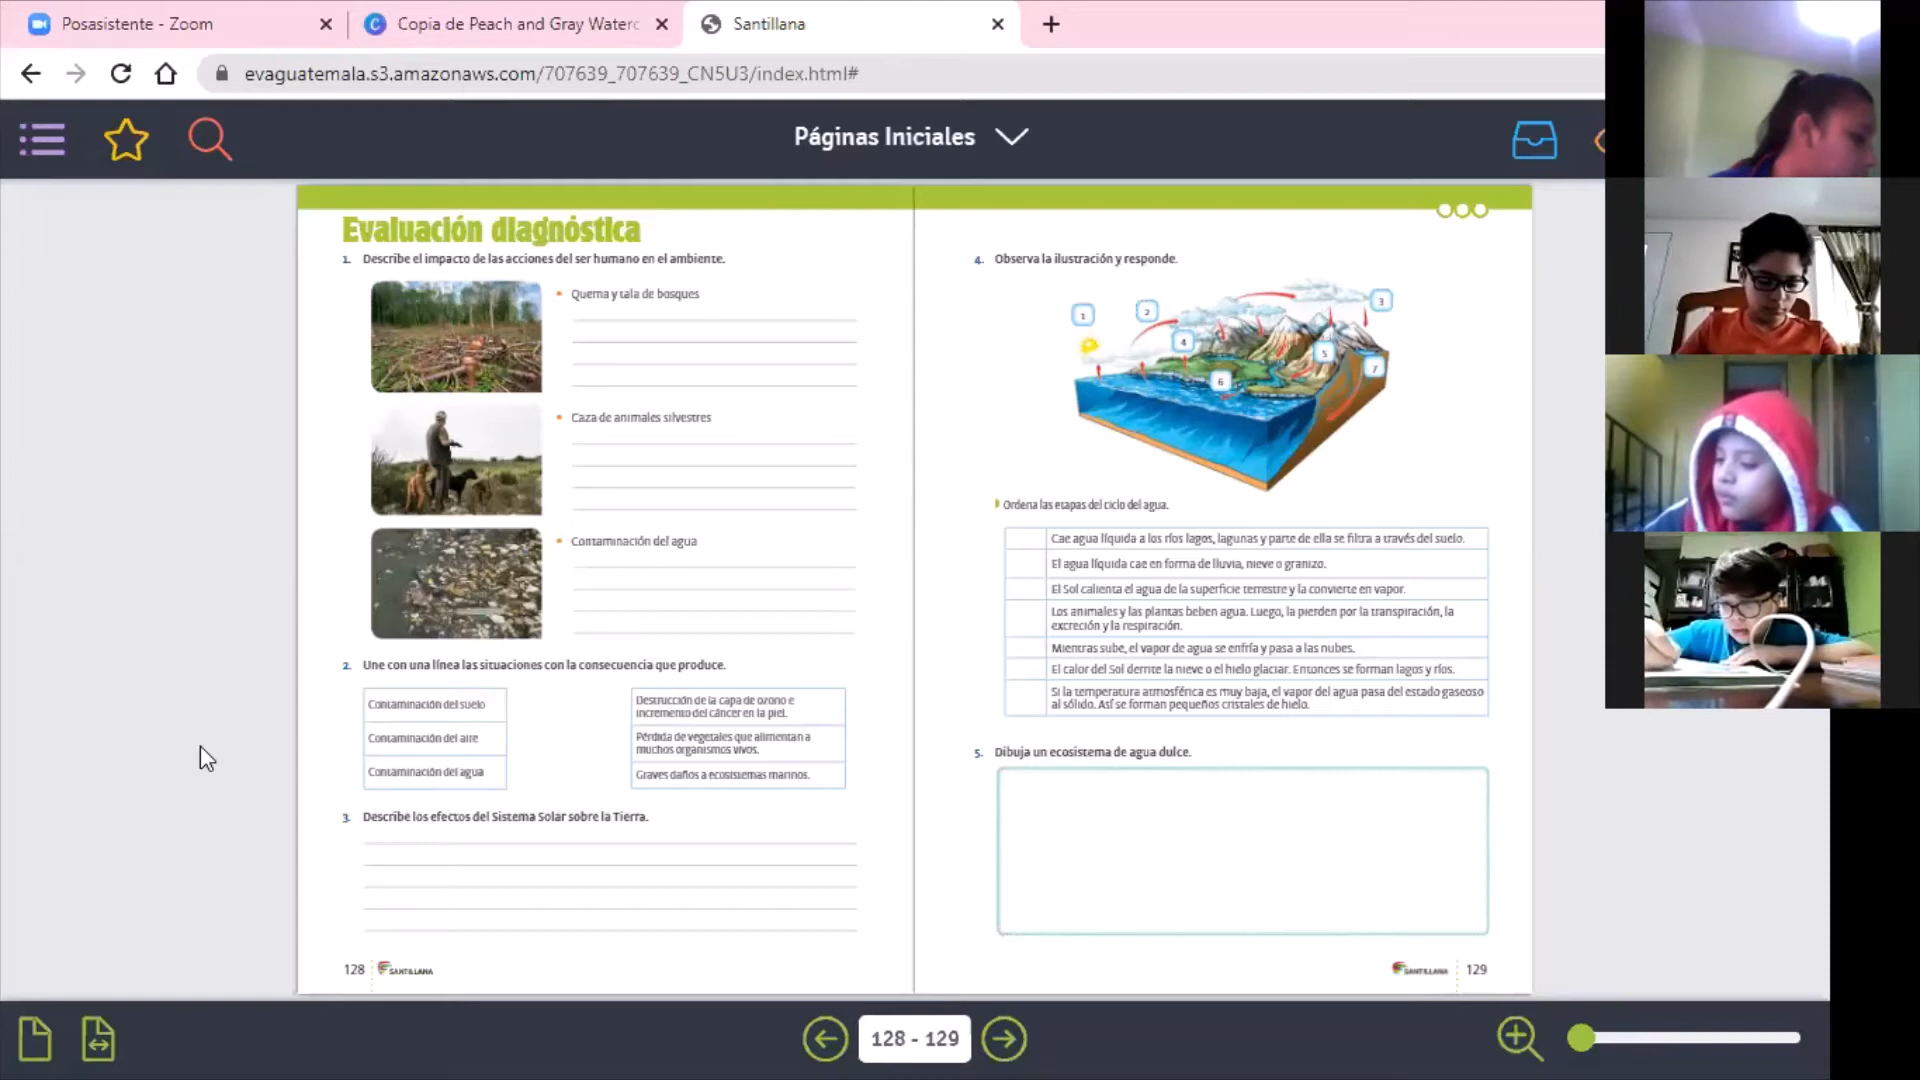 Posasistente - Zoom
Copia de Peach and Gray Waterc
Santillana
evaguatemala.s3.amazonaws.com/707639_707639_CN5U3/index.html#
Páginas Iniciales
Evaluación diagnóstica
1. Describe el impacto de las acciones del ser humano en el ambiente.
• Quema y tala de bosques
• Caza de animales silvestres
• Contaminación del agua
2. Une con una línea las situaciones con la consecuencia que produce.
Contaminación del suelo
Contaminación del aire
Contaminación del agua
Destrucción de la capa de ozono e
incremento del cáncer en la piel.
Pérdida de vegetales que alimentan a
muchos organismos vivos.
Graves daños a ecosistemas marinos.
3. Describe los efectos del Sistema Solar sobre la Tierra.
128 SANTILLANA
4. Observa la ilustración y responde.
1
2
3
4
5
6
7
Ordena las etapas del ciclo del agua.
Cae agua líquida a los ríos lagos, lagunas y parte de ella se filtra a través del suelo.
El agua líquida cae en forma de lluvia, nieve o granizo.
El Sol calienta el agua de la superficie terrestre y la convierte en vapor.
Los animales y las plantas beben agua. Luego, la pierden por la transpiración, la
excreción y la respiración.
Mientras sube, el vapor de agua se enfría y pasa a las nubes.
El calor del Sol derrite la nieve o el hielo glaciar. Entonces se forman lagos y ríos.
Si la temperatura atmosférica es muy baja, el vapor del agua pasa del estado gaseoso
al sólido. Así se forman pequeños cristales de hielo.
5. Dibuja un ecosistema de agua dulce.
SANTILLANA 129
128 - 129